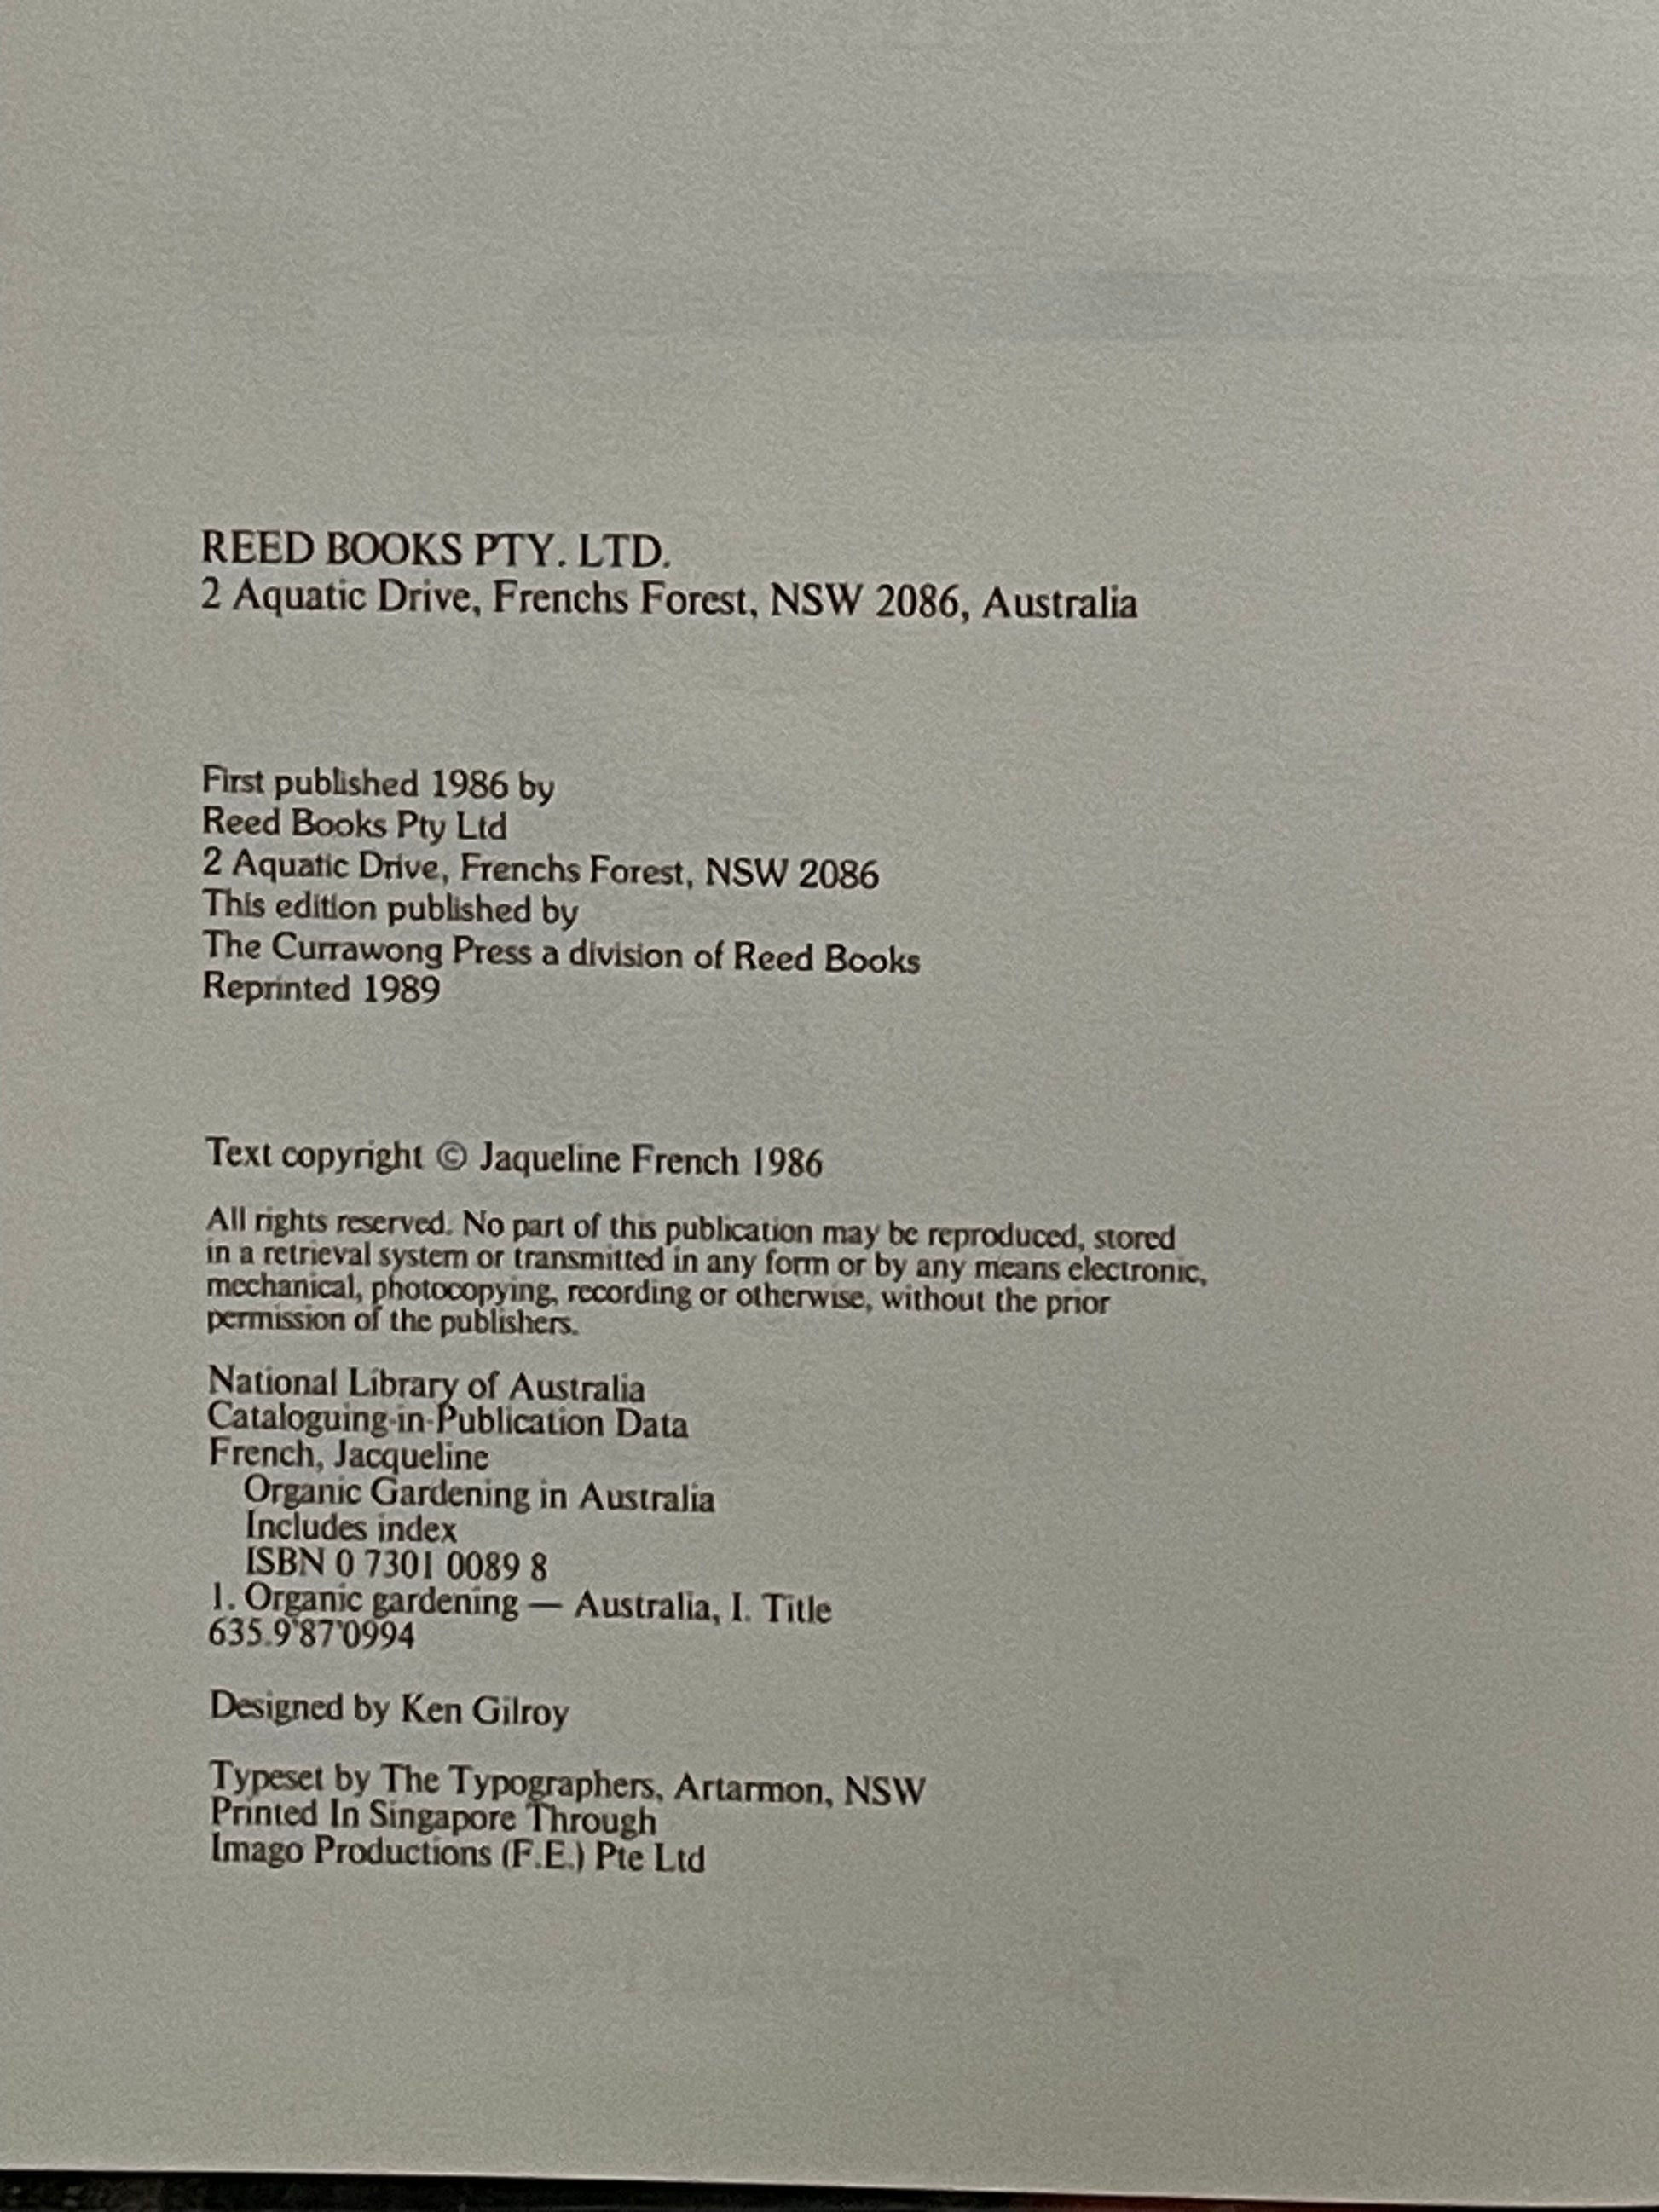 REED BOOKS PTY. LTD.
2 Aquatic Drive, Frenchs Forest, NSW 2086, Australia
First published 1986 by
Reed Books Pty Ltd
2 Aquatic Drive, Frenchs Forest, NSW 2086
This edition published by
The Currawong Press a division of Reed Books
Reprinted 1989
Text copyright © Jaqueline French 1986
All rights reserved. No part of this publication may be reproduced, stored
in a retrieval system or transmitted in any form or by any means electronic,
mechanical, photocopying, recording or otherwise, without the prior
permission of the publishers.
National Library of Australia
Cataloguing-in-Publication Data
French, Jacqueline
Organic Gardening in Australia
Includes index
ISBN 0 7301 0089 8
1. Organic gardening — Australia, I. Title
635.9'87'0994
Designed by Ken Gilroy
Typeset by The Typographers, Artarmon, NSW
Printed In Singapore Through
Imago Productions (F.E.) Pte Ltd